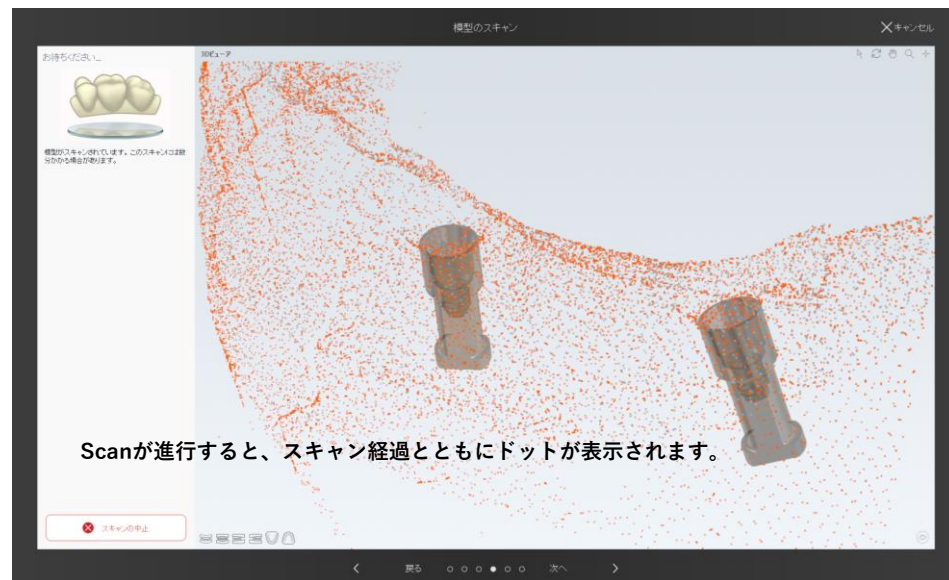 模型のスキャン
キャンセル
お待ちください...
3Dビューア
模型がスキャンされています。このスキャンには数
分かかる場合があります。
Scanが進行すると、スキャン経過とともにドットが表示されます。
スキャンの中止
戻る
次へ